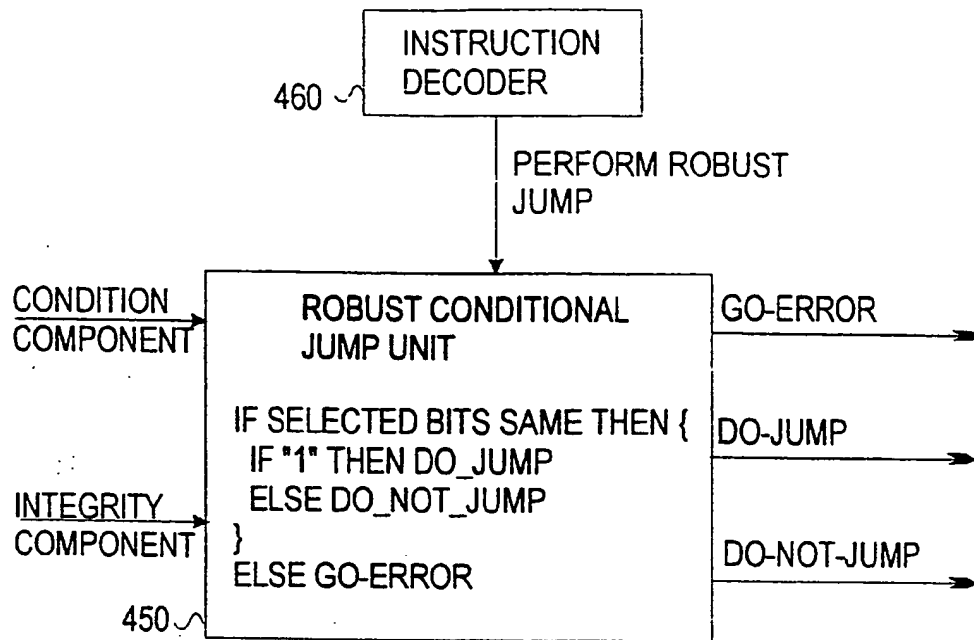 INSTRUCTION
DECODER
460
PERFORM ROBUST
JUMP
CONDITION
COMPONENT
ROBUST CONDITIONAL
JUMP UNIT
GO-ERROR
IF SELECTED BITS SAME THEN {
IF "1" THEN DO_JUMP
ELSE DO_NOT_JUMP
}
ELSE GO-ERROR
DO-JUMP
INTEGRITY
COMPONENT
DO-NOT-JUMP
450